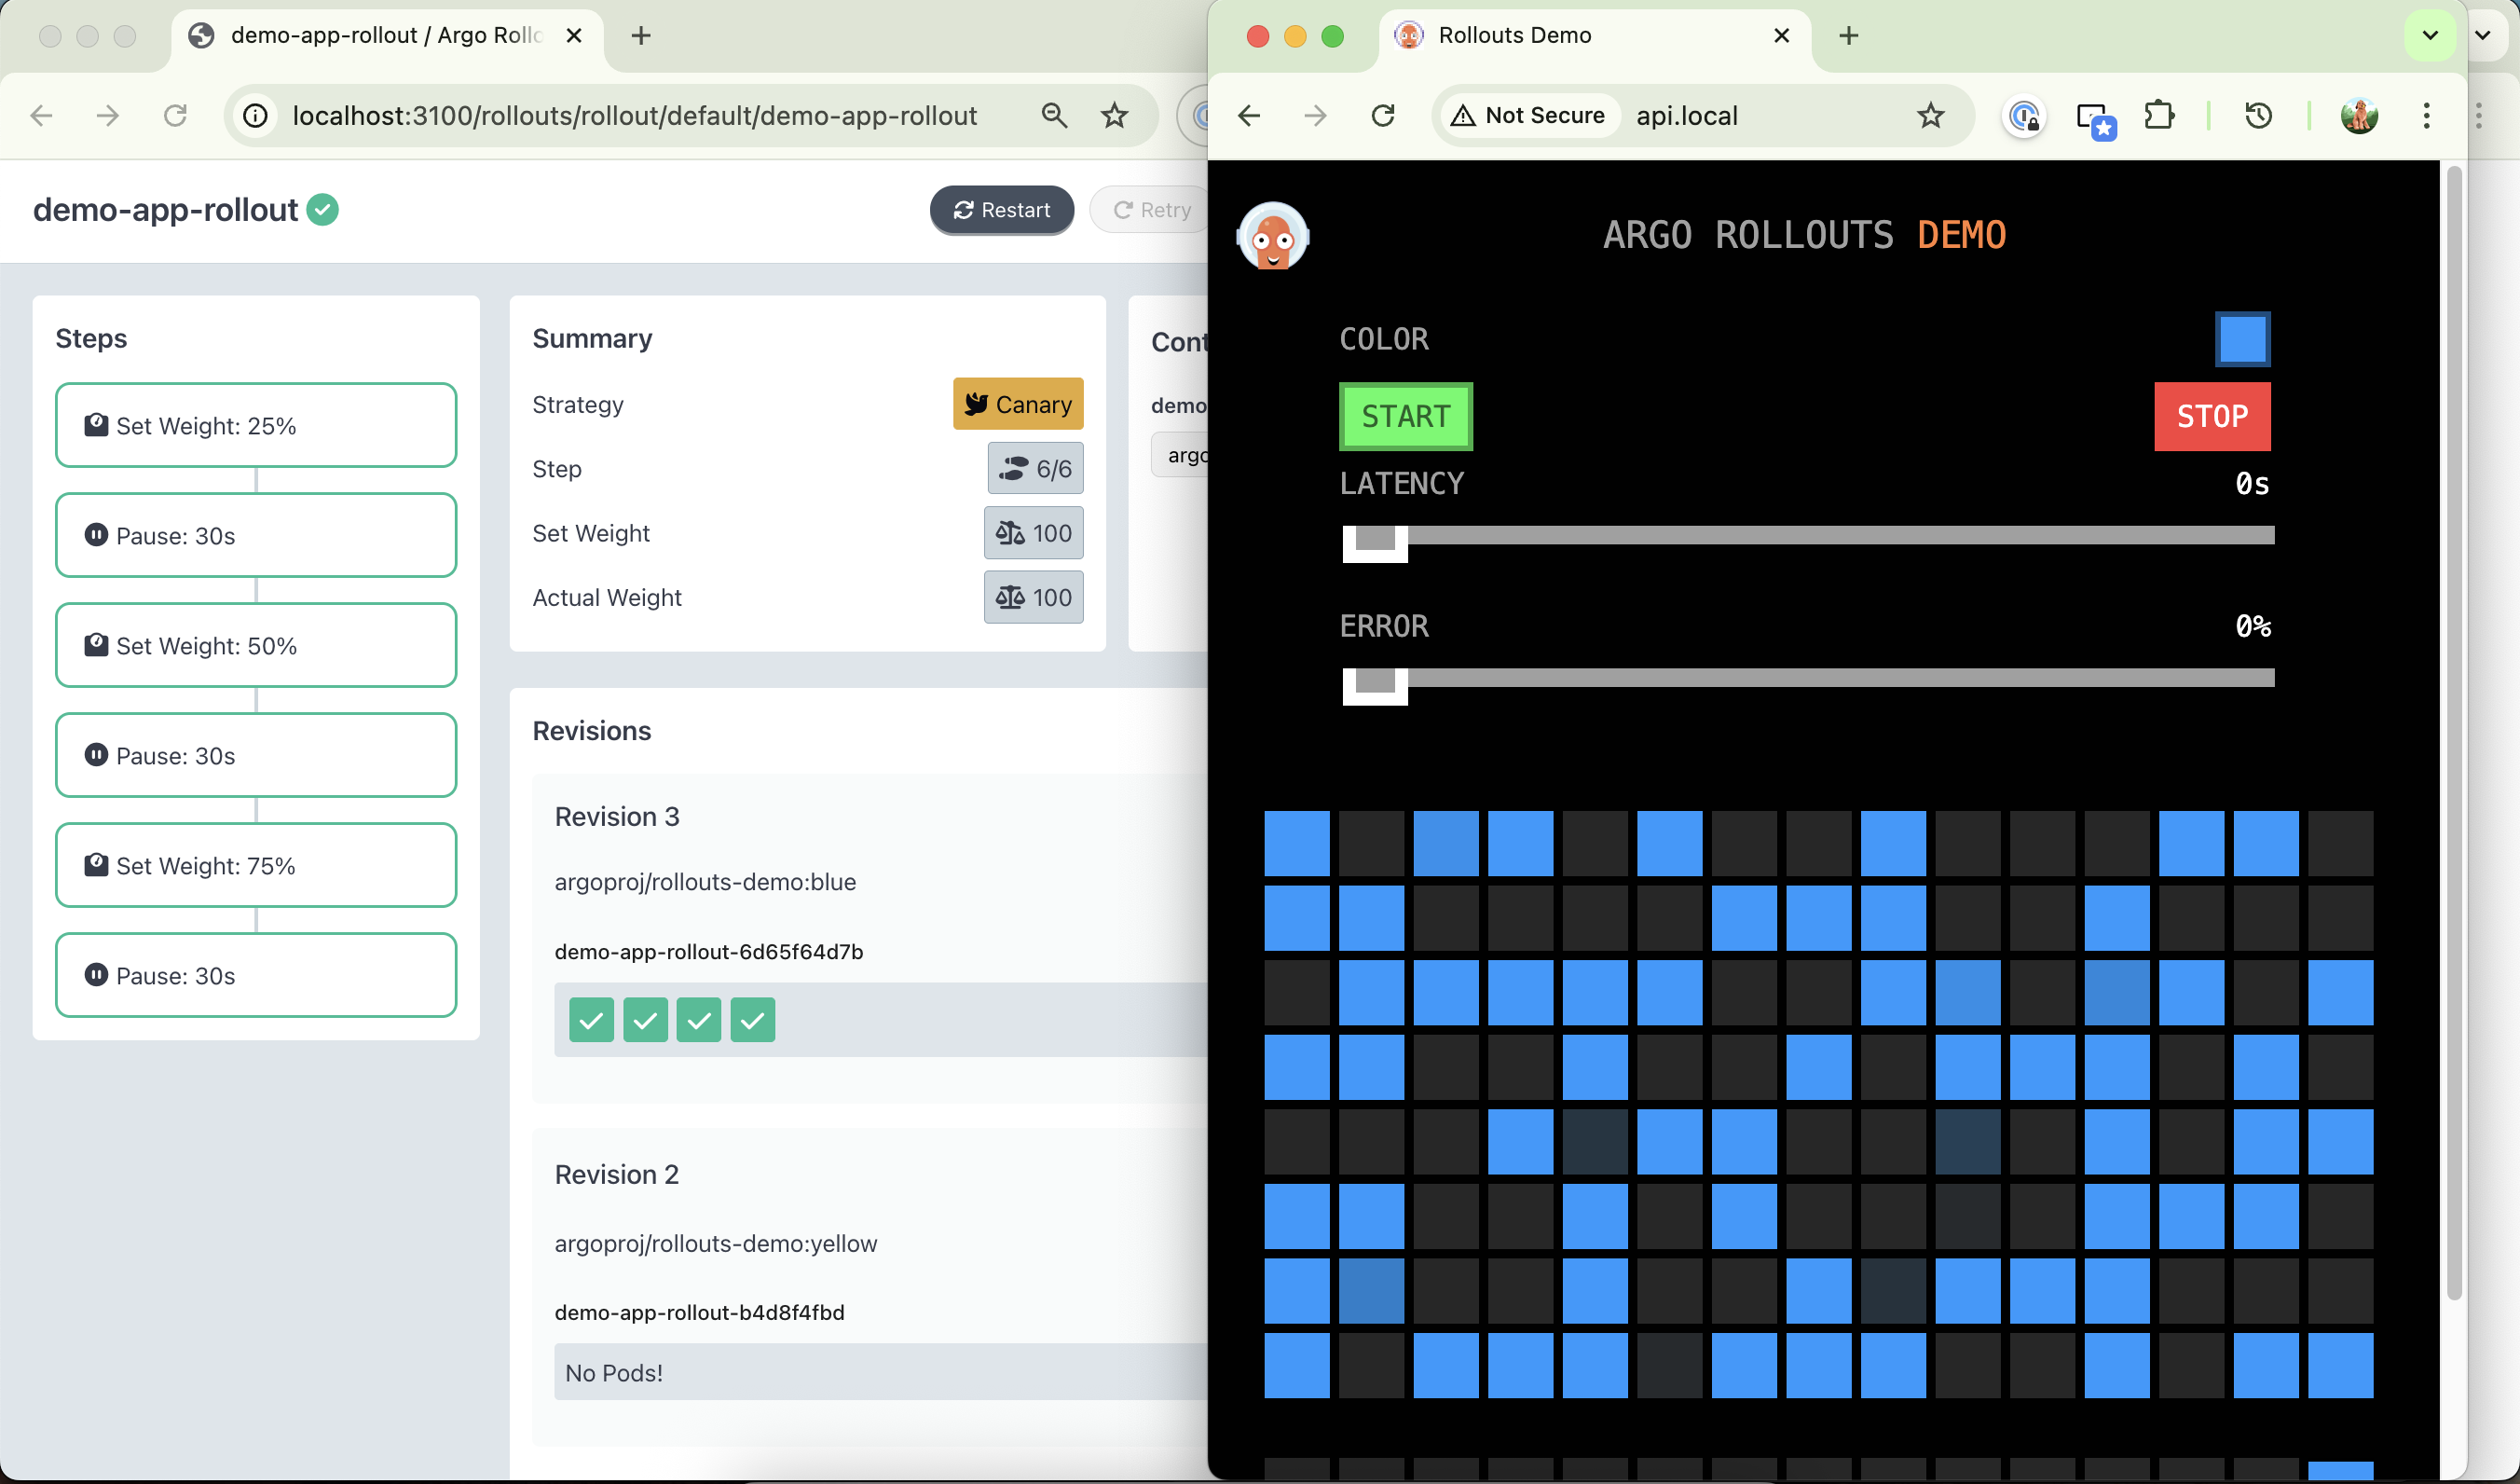 demo-app-rollout / Argo Rollo
localhost:3100/rollouts/rollout/default/demo-app-rollout
demo-app-rollout
Restart
Retry
Steps
Set Weight: 25%
Pause: 30s
Set Weight: 50%
Pause: 30s
Set Weight: 75%
Pause: 30s
Summary
Strategy
Canary
Step
6/6
Set Weight
100
Actual Weight
100
Cont
demo
argo
Revisions
Revision 3
argoproj/rollouts-demo:blue
demo-app-rollout-6d65f64d7b
Revision 2
argoproj/rollouts-demo:yellow
demo-app-rollout-b4d8f4fbd
No Pods!
Rollouts Demo
Not Secure
api.local
ARGO ROLLOUTS DEMO
COLOR
START
STOP
LATENCY
0s
ERROR
0%